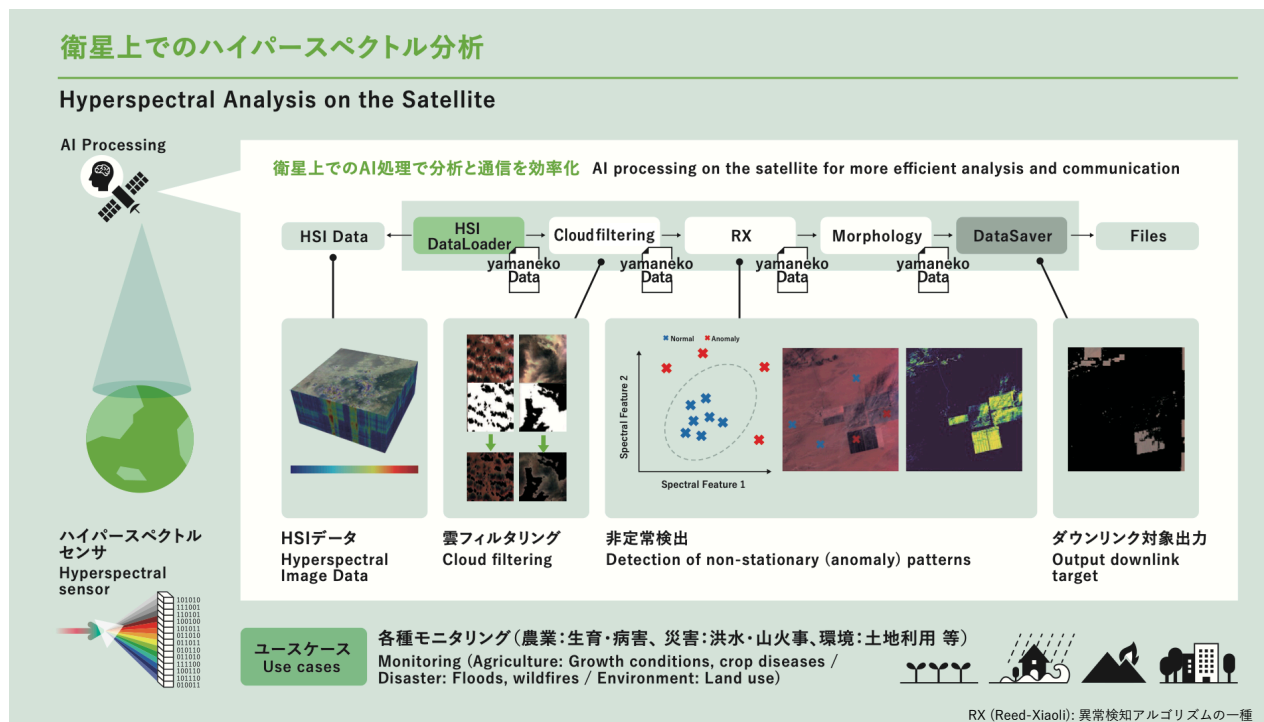 衛星上でのハイパースペクトル分析
Hyperspectral Analysis on the Satellite
AI Processing
衛星上でのAI処理で分析と通信を効率化 AI processing on the satellite for more efficient analysis and communication
HSI Data
HSI
DataLoader
Cloud filtering
RX
Morphology
DataSaver
Files
yamaneko
Data
yamaneko
Data
yamaneko
Data
yamaneko
Data
Normal
Anomaly
Spectral Feature 2
Spectral Feature 1
HSIデータ
Hyperspectral
Image Data
雲フィルタリング
Cloud filtering
非定常検出
Detection of non-stationary (anomaly) patterns
ダウンリンク対象出力
Output downlink
target
ハイパースペクトル
センサ
Hyperspectral
sensor
101010
111001
110101
100100
101011
011010
011011
010110
011010
111100
100110
101110
010011
ユースケース
Use cases
各種モニタリング（農業：生育・病害、災害：洪水・山火事、環境：土地利用 等）
Monitoring (Agriculture: Growth conditions, crop diseases /
Disaster: Floods, wildfires / Environment: Land use)
RX (Reed-Xiaoli): 異常検知アルゴリズムの一種